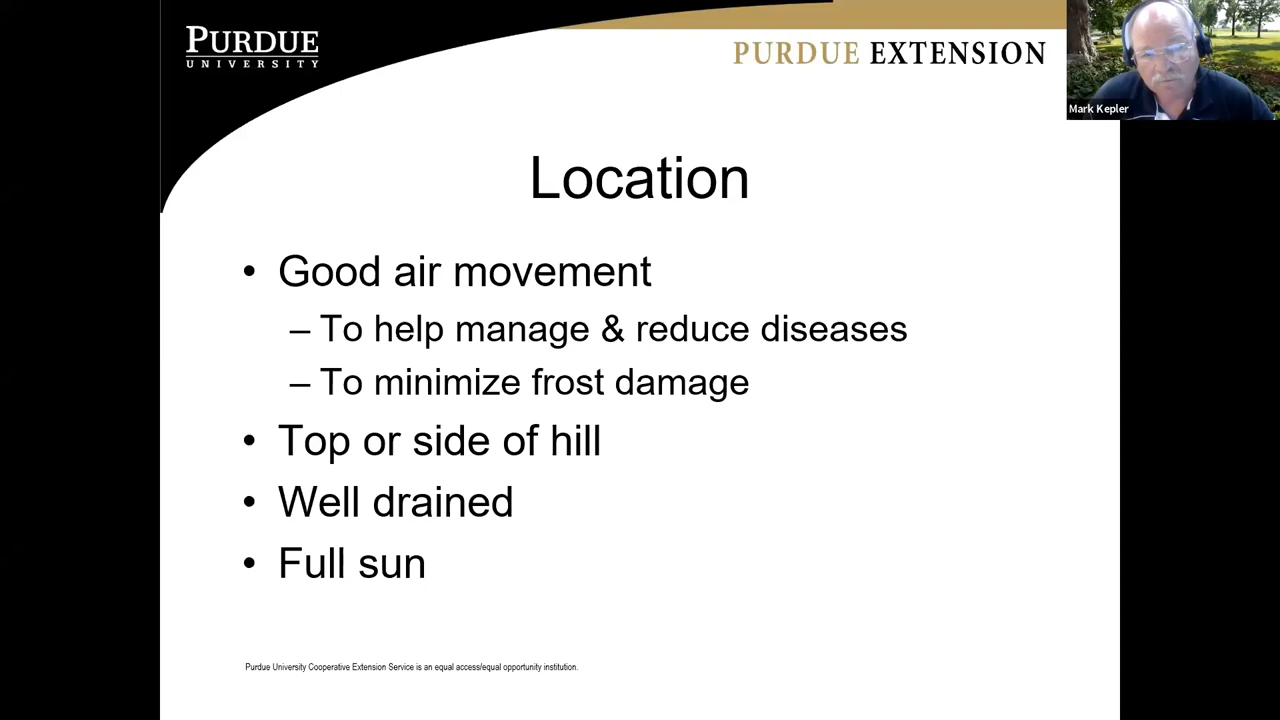 PURDUE
UNIVERSITY
PURDUE EXTENSION
Mark Kepler
Location
• Good air movement
– To help manage & reduce diseases
– To minimize frost damage
• Top or side of hill
• Well drained
• Full sun
Purdue University Cooperative Extension Service is an equal access/equal opportunity institution.